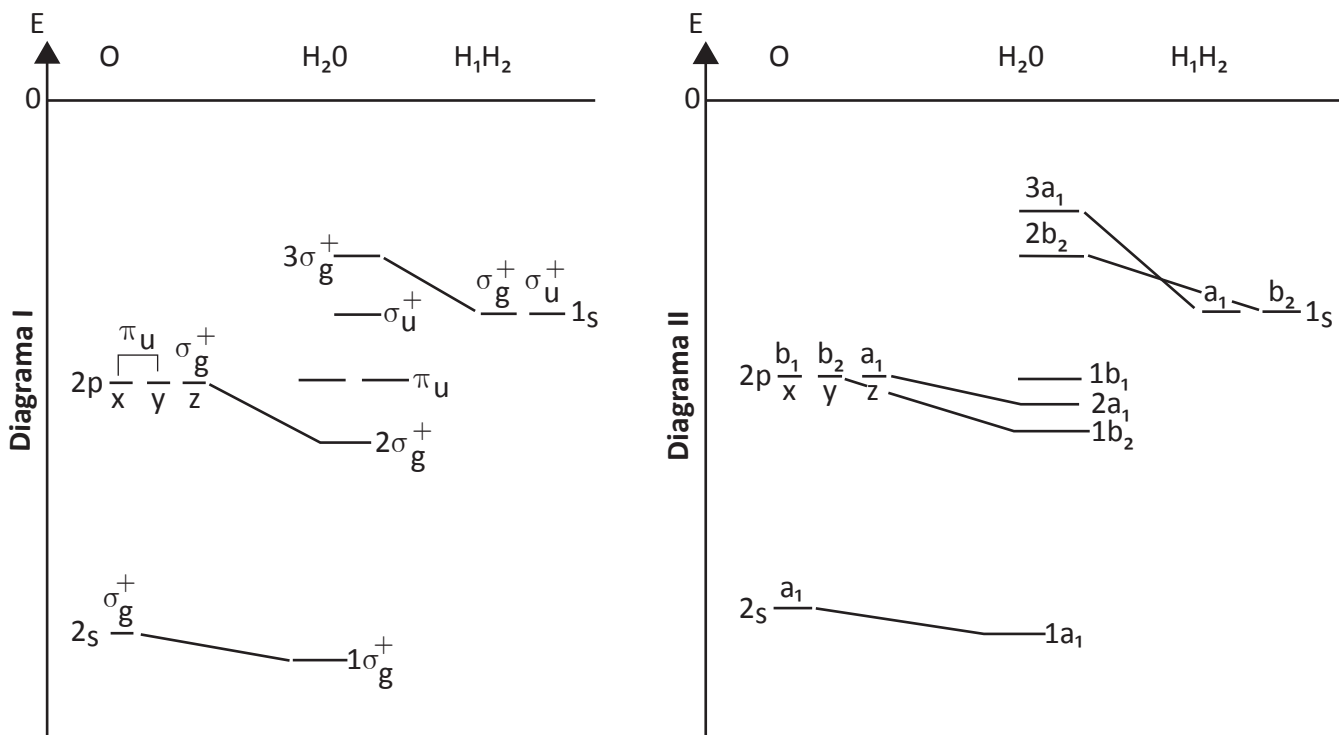 E
O H₂0 H₁H₂
0
3σg⁺
σg⁺ σu⁺
σu⁺ 1s
πu σg⁺
2p πu
x y z
2σg⁺
σg⁺
2s
1σg⁺
Diagrama I
E
O H₂0 H₁H₂
0
3a₁
2b₂
a₁ b₂ 1s
b₁ b₂ a₁
2p 1b₁
x y z
2a₁
1b₂
a₁
2s
1a₁
Diagrama II